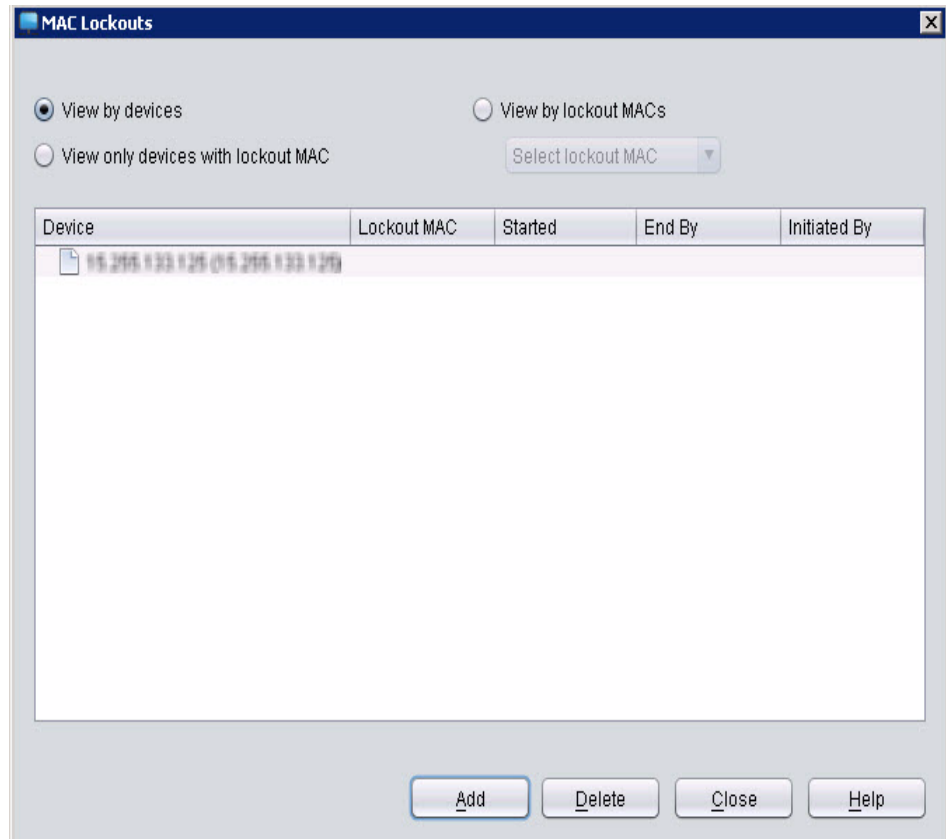 MAC Lockouts
View by devices
View by lockout MACs
View only devices with lockout MAC
Select lockout MAC
Device Lockout MAC Started End By Initiated By
Add Delete Close Help